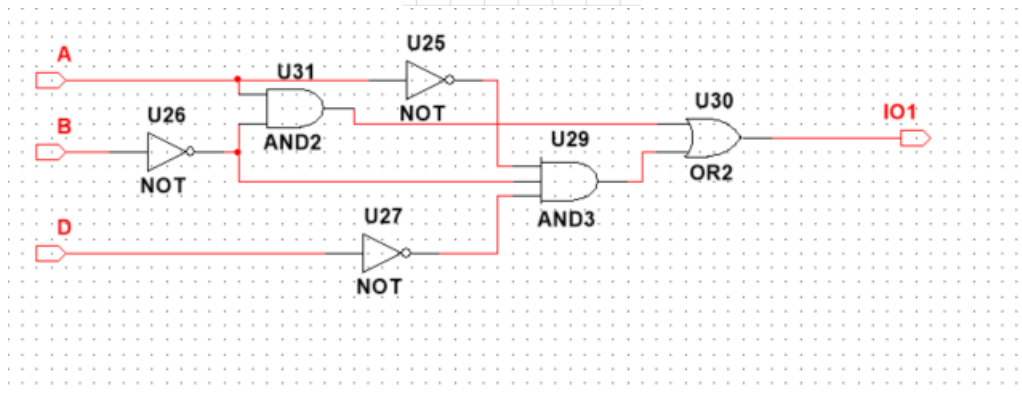 A
U25
U31
NOT
U30
IO1
B
U26
AND2
U29
NOT
OR2
D
U27
AND3
NOT